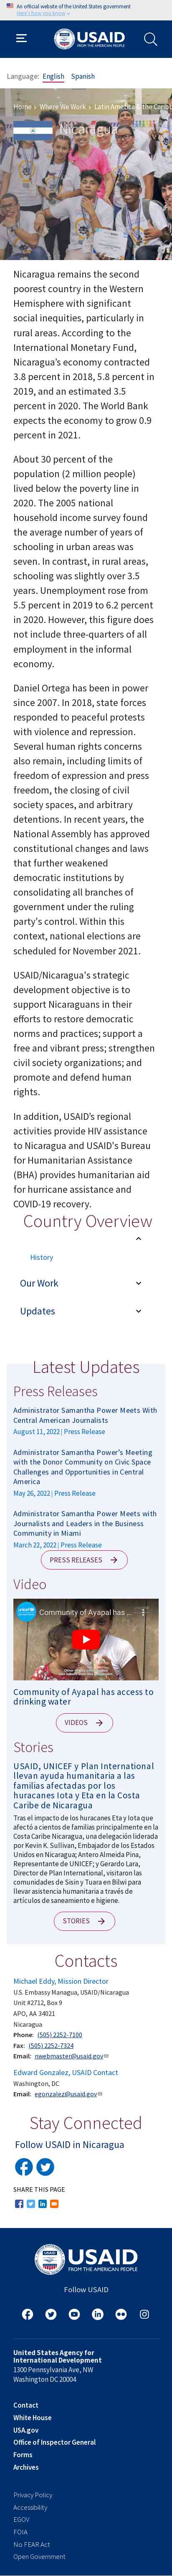 An official website of the United States government
Here's how you know
USAID
FROM THE AMERICAN PEOPLE
Language: English Spanish
Home › Where We Work › Latin America & the Caribb
Nicaragua
Nicaragua remains the second
poorest country in the Western
Hemisphere with significant
social inequities, particularly in
rural areas. According to the
International Monetary Fund,
Nicaragua’s economy contracted
3.8 percent in 2018, 5.8 percent in
2019, and an estimated 3.5
percent in 2020. The World Bank
expects the economy to grow 0.9
percent in 2021.
About 30 percent of the
population (2 million people)
lived below the poverty line in
2020. The 2005 national
household income survey found
the average number of years of
schooling in urban areas was
seven. In contrast, in rural areas,
schooling was slightly over 3.5
years. Unemployment rose from
5.5 percent in 2019 to 6.2 percent
in 2020. However, this figure does
not include three-quarters of all
employment in the informal
economy.
Daniel Ortega has been in power
since 2007. In 2018, state forces
violently repressed peaceful
protests. Severe human rights
concerns also remain, including
limits of freedom of expression
and press freedom, the closing of
civic space, and arbitrary
detentions. In recent years, the
National Assembly has approved
constitutional changes and laws
that have weakened
democratic institutions by
consolidating all branches of
government under the ruling
party's control. Within this
context, national elections are
scheduled for November 2021.
USAID/Nicaragua's strategic
development objective is to
support Nicaraguans in their
efforts to restore democratic
norms and practices; support a
free and vibrant press; strengthen
civil society organizations; and
promote and defend human
rights.
In addition, USAID’s regional
activities provide HIV assistance
to Nicaragua and USAID's Bureau
for Humanitarian Assistance
(BHA) provides humanitarian aid
for hurricane assistance and
COVID-19 recovery.
Country Overview
History
Our Work
Updates
Latest Updates
Press Releases
Administrator Samantha Power Meets With
Central American Journalists
August 11, 2022 | Press Release
Administrator Samantha Power’s Meeting
with the Donor Community on Civic Space
Challenges and Opportunities in Central
America
May 26, 2022 | Press Release
Administrator Samantha Power Meets with
Journalists and Leaders in the Business
Community in Miami
March 22, 2022 | Press Release
PRESS RELEASES
Video
Community of Ayapal has ...
Community of Ayapal has access to
drinking water
VIDEOS
Stories
USAID, UNICEF y Plan International
llevan ayuda humanitaria a las
familias afectadas por los
huracanes Iota y Eta en la Costa
Caribe de Nicaragua
Tras el impacto de los huracanes Eta y Iota que
afectó a cientos de familias principalmente en la
Costa Caribe Nicaragua, una delegación liderada
por Kevin K. Sullivan, Embajador de los Estados
Unidos en Nicaragua; Antero Almeida Pina,
Representante de UNICEF; y Gerardo Lara,
Director de Plan International, visitaron las
comunidades de Sisin y Tuapi en Bilwi para
llevar asistencia humanitaria a través de
artículos de saneamiento e higiene.
STORIES
Contacts
Michael Eddy, Mission Director
U.S. Embassy Managua, USAID/Nicaragua
Unit #2712, Box 9
APO, AA 34021
Nicaragua
Phone: (505) 2252-7100
Fax: (505) 2252-7324
Email: nwebmaster@usaid.gov
Edward Gonzalez, USAID Contact
Washington, DC
Email: egonzalez@usaid.gov
Stay Connected
Follow USAID in Nicaragua
SHARE THIS PAGE
USAID
FROM THE AMERICAN PEOPLE
Follow USAID
United States Agency for
International Development
1300 Pennsylvania Ave, NW
Washington DC 20004
Contact
White House
USA.gov
Office of Inspector General
Forms
Archives
Privacy Policy
Accessibility
EGOV
FOIA
No FEAR Act
Open Government